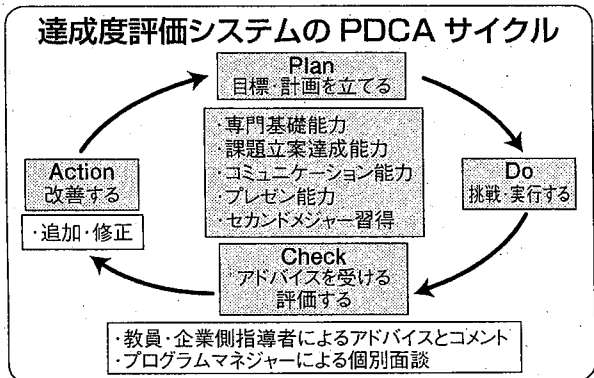 達成度評価システムの PDCA サイクル
Plan
目標・計画を立てる
・専門基礎能力
・課題立案達成能力
・コミュニケーション能力
・プレゼン能力
・セカンドメジャー習得
Do
挑戦・実行する
Check
アドバイスを受ける
評価する
・教員・企業側指導者によるアドバイスとコメント
・プログラムマネジャーによる個別面談
Action
改善する
・追加・修正